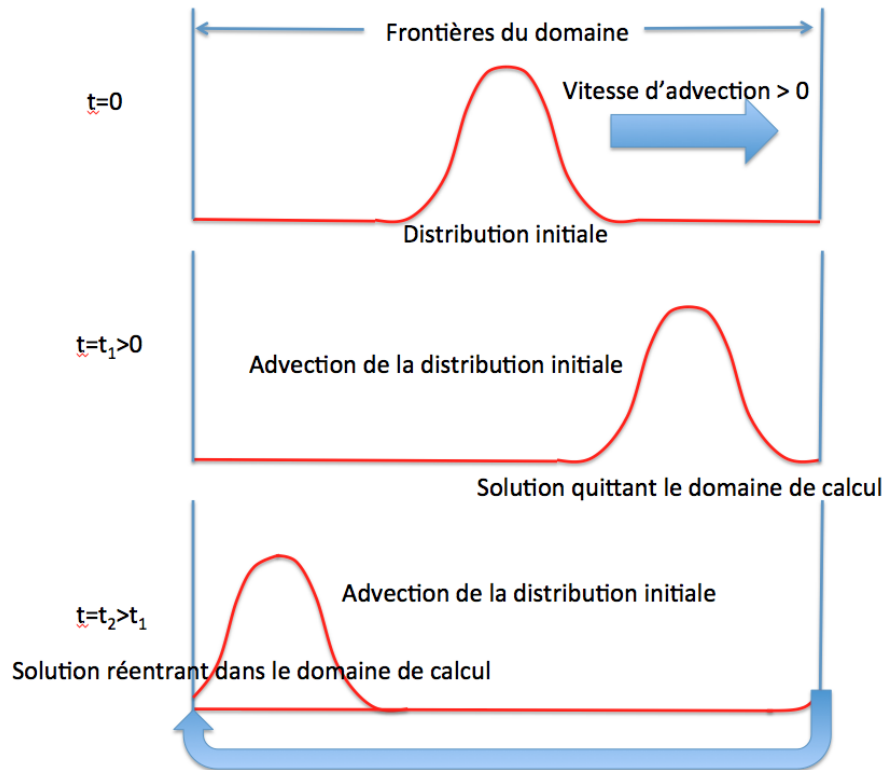 Frontières du domaine
t=0
Vitesse d’advection > 0
Distribution initiale
t=t₁>0
Advection de la distribution initiale
Solution quittant le domaine de calcul
Advection de la distribution initiale
t=t₂>t₁
Solution réentrant dans le domaine de calcul